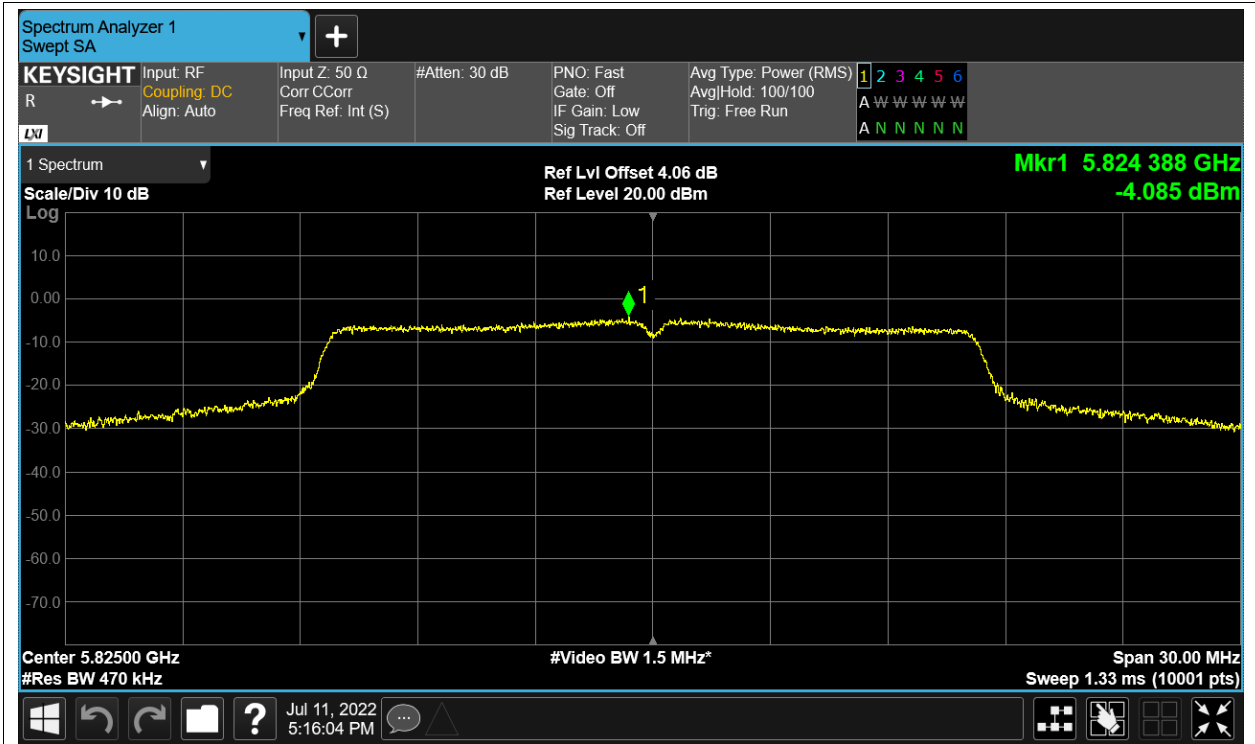 Spectrum Analyzer 1
Swept SA
KEYSIGHT
R
LXI
Input: RF
Coupling: DC
Align: Auto
Input Z: 50 Ω
Corr CCorr
Freq Ref: Int (S)
#Atten: 30 dB
PNO: Fast
Gate: Off
IF Gain: Low
Sig Track: Off
Avg Type: Power (RMS)
Avg|Hold: 100/100
Trig: Free Run
1 2 3 4 5 6
A W W W W W
A N N N N N
1 Spectrum
Scale/Div 10 dB
Ref Lvl Offset 4.06 dB
Ref Level 20.00 dBm
Mkr1 5.824 388 GHz
-4.085 dBm
Log
10.0
0.00
-10.0
-20.0
-30.0
-40.0
-50.0
-60.0
-70.0
1
Center 5.82500 GHz
#Res BW 470 kHz
#Video BW 1.5 MHz*
Span 30.00 MHz
Sweep 1.33 ms (10001 pts)
?
Jul 11, 2022
5:16:04 PM